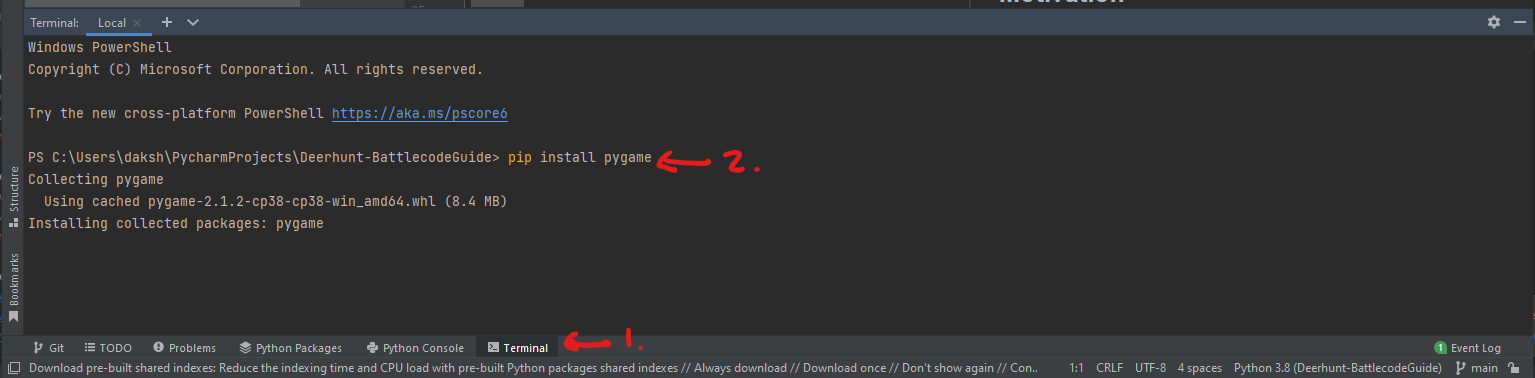 Motivation
Terminal: Local
Windows PowerShell
Copyright (C) Microsoft Corporation. All rights reserved.
Try the new cross-platform PowerShell https://aka.ms/pscore6
PS C:\Users\daksh\PycharmProjects\Deerhunt-BattlecodeGuide> pip install pygame
2.
Collecting pygame
Using cached pygame-2.1.2-cp38-cp38-win_amd64.whl (8.4 MB)
Installing collected packages: pygame
Structure
Bookmarks
1.
Git TODO Problems Python Packages Python Console Terminal 1 Event Log
Download pre-built shared indexes: Reduce the indexing time and CPU load with pre-built Python packages shared indexes // Always download // Download once // Don't show again // Con.. 1:1 CRLF UTF-8 4 spaces Python 3.8 (Deerhunt-BattlecodeGuide) main